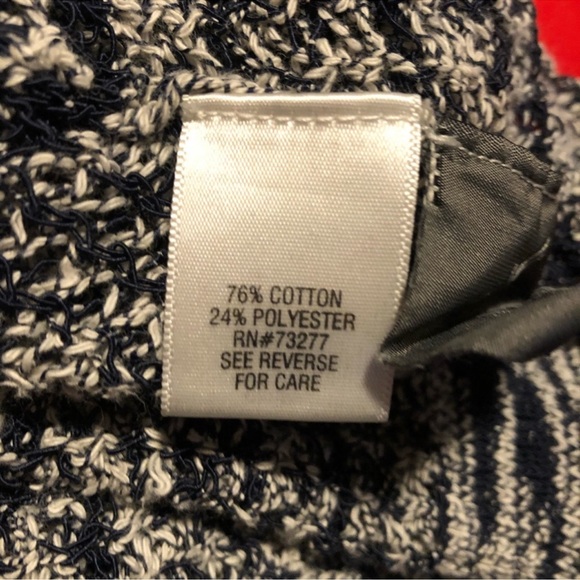 76% COTTON
24% POLYESTER
RN#73277
SEE REVERSE
FOR CARE